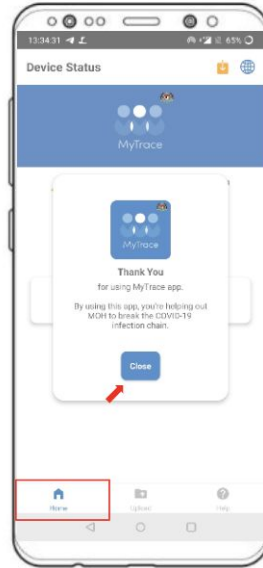 13:34:31
65%
Device Status
MyTrace
MyTrace
Thank You
for using MyTrace app.
By using this app, you're helping out
MOH to break the COVID-19
infection chain.
Close
Home
Upload
Help